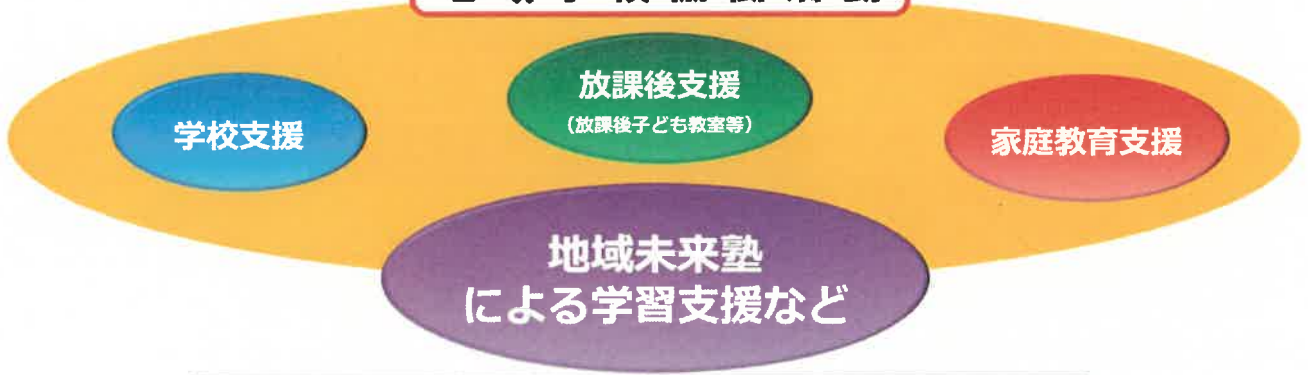 放課後支援
（放課後子ども教室等）
学校支援
家庭教育支援
地域未来塾
による学習支援など